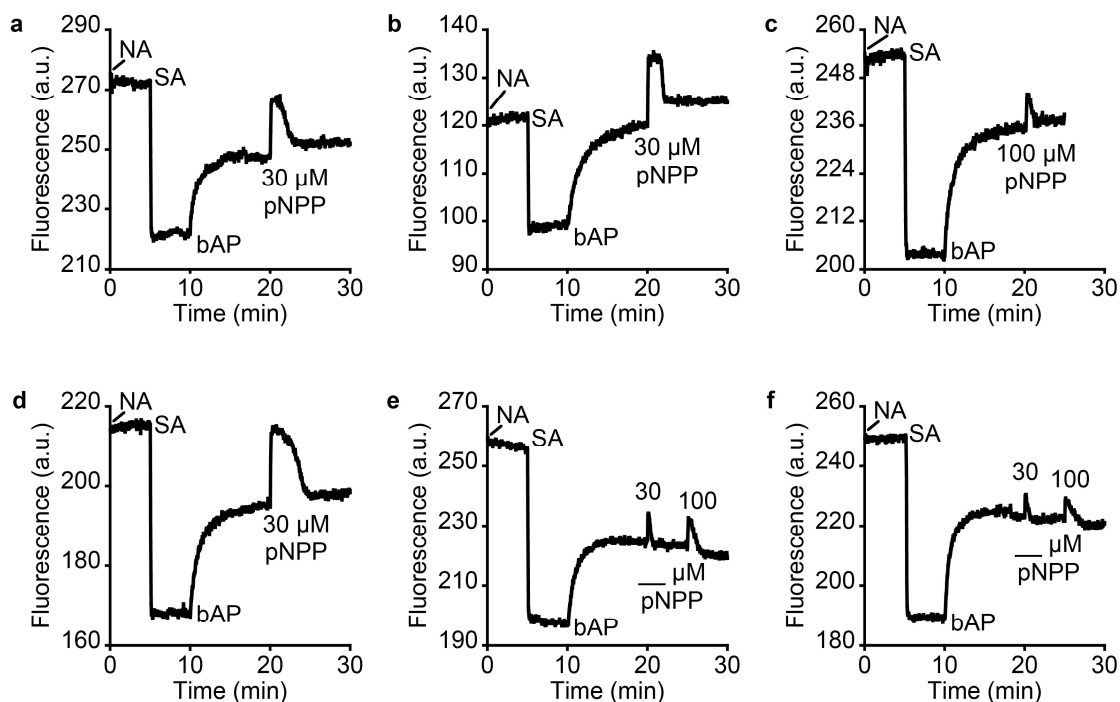 a
290
270
250
230
210
Fluorescence (a.u.)
NA
SA
bAP
30 µM
pNPP
0 10 20 30
Time (min)
b
140
130
120
110
100
90
Fluorescence (a.u.)
NA
SA
bAP
30 µM
pNPP
0 10 20 30
Time (min)
c
260
248
236
224
212
200
Fluorescence (a.u.)
NA
SA
bAP
100 µM
pNPP
0 10 20 30
Time (min)
d
220
200
180
160
Fluorescence (a.u.)
NA
SA
bAP
30 µM
pNPP
0 10 20 30
Time (min)
e
270
250
230
210
190
Fluorescence (a.u.)
NA
SA
bAP
30 100
µM
pNPP
0 10 20 30
Time (min)
f
260
240
220
200
180
Fluorescence (a.u.)
NA
SA
bAP
30 100
µM
pNPP
0 10 20 30
Time (min)